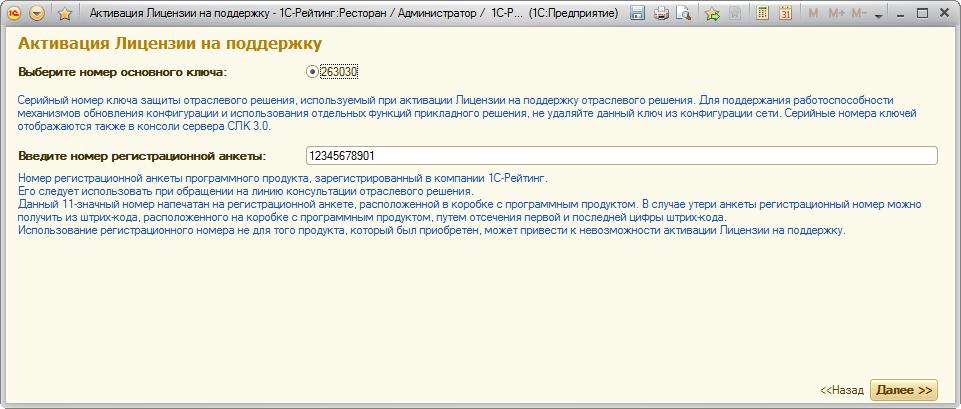 Активация Лицензии на поддержку - 1С-Рейтинг:Ресторан / Администратор / 1С-Р... (1С:Предприятие)
M M+ M-
Активация Лицензии на поддержку
Выберите номер основного ключа: 263030
Серийный номер ключа защиты отраслевого решения, используемый при активации Лицензии на поддержку отраслевого решения. Для поддержания работоспособности
механизмов обновления конфигурации и использования отдельных функций прикладного решения, не удаляйте данный ключ из конфигурации сети. Серийные номера ключей
отображаются также в консоли сервера СЛК 3.0.
Введите номер регистрационной анкеты: 12345678901
Номер регистрационной анкеты программного продукта, зарегистрированный в компании 1С-Рейтинг.
Его следует использовать при обращении на линию консультации отраслевого решения.
Данный 11-значный номер напечатан на регистрационной анкете, расположенной в коробке с программным продуктом. В случае утери анкеты регистрационный номер можно
получить из штрих-кода, расположенного на коробке с программным продуктом, путем отсечения первой и последней цифры штрих-кода.
Использование регистрационного номера не для того продукта, который был приобретен, может привести к невозможности активации Лицензии на поддержку.
<<Назад Далее >>